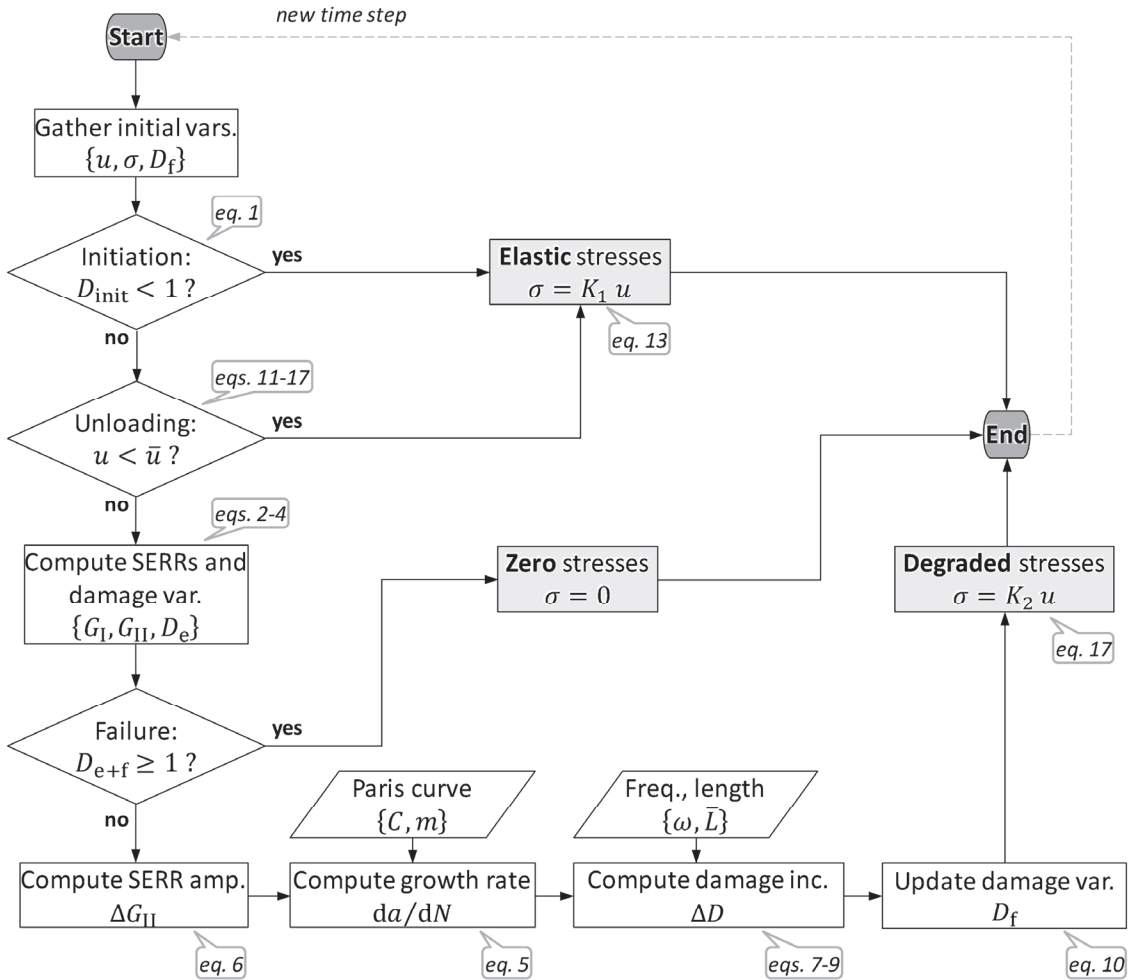 new time step
Start
Gather initial vars.
{u, σ, D_f}
eq. 1
Initiation:
D_init < 1 ?
yes
no
Elastic stresses
σ = K_1 u
eq. 13
eqs. 11-17
Unloading:
u < ū ?
yes
no
End
eqs. 2-4
Compute SERRs and
damage var.
{G_I, G_II, D_e}
Zero stresses
σ = 0
Degraded stresses
σ = K_2 u
eq. 17
Failure:
D_e+f ≥ 1 ?
yes
no
Paris curve
{C, m}
Freq., length
{ω, L̄}
Compute SERR amp.
ΔG_II
eq. 6
Compute growth rate
da/dN
eq. 5
Compute damage inc.
ΔD
eqs. 7-9
Update damage var.
D_f
eq. 10